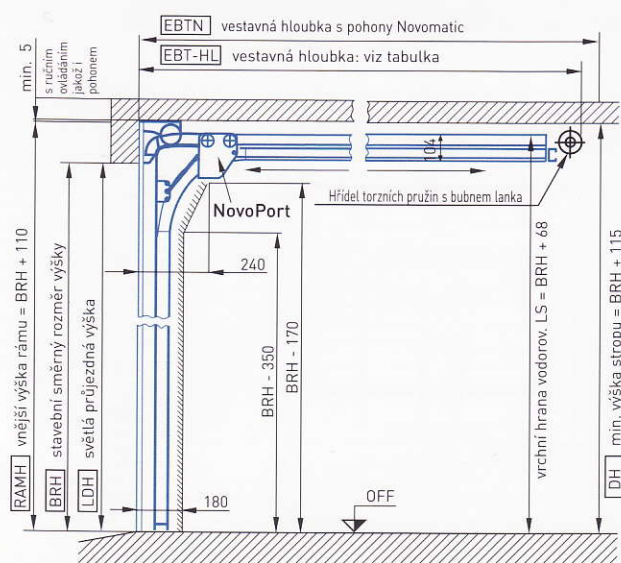 EBTN vestavná hloubka s pohony Novomatic
EBT-HL vestavná hloubka: viz tabulka
min. 5
s ručním
ovládáním
jakož i
pohonem
104
Hřídel torzních pružin s bubnem lanka
NovoPort
240
RAMH vnější výška rámu = BRH + 110
BRH stavební směrný rozměr výšky
LDH světlá průjezdná výška
BRH - 350
BRH - 170
vrchní hrana vodorov. LS = BRH + 68
DH min. výška stropu = BRH + 115
180
OFF